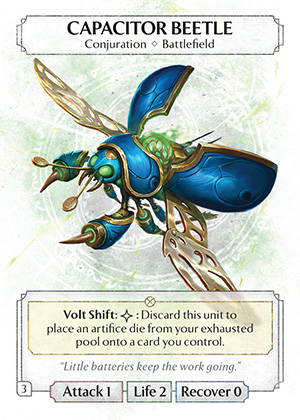 CAPACITOR BEETLE
Conjuration ⟡ Battlefield
Volt Shift: ✧ : Discard this unit to
place an artifice die from your exhausted
pool onto a card you control.
"Little batteries keep the work going."
3
Attack 1 Life 2 Recover 0